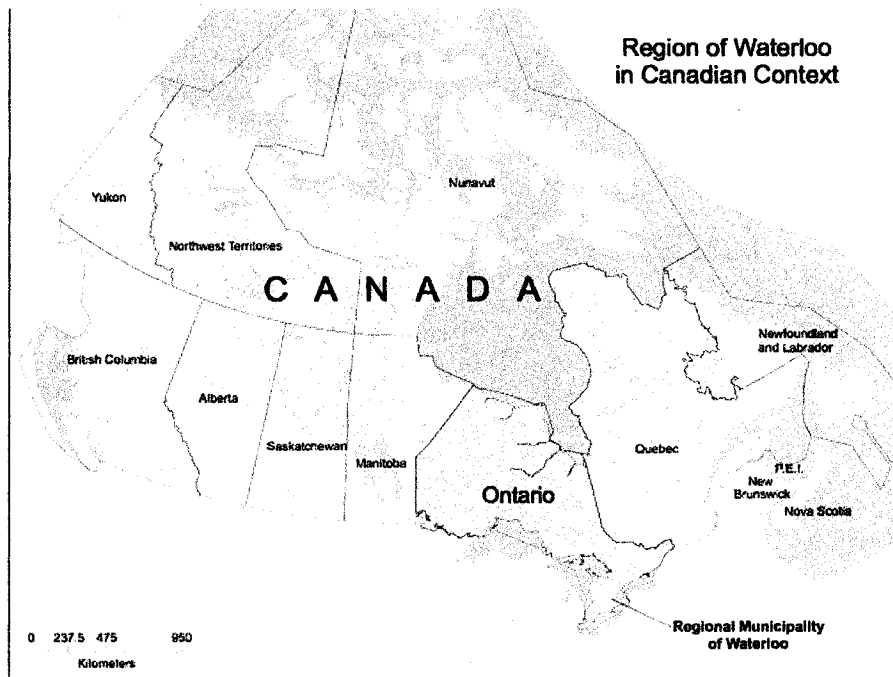 Region of Waterloo
in Canadian Context
Nunavut
Yukon
Northwest Territories
C A N A D A
Newfoundland
and Labrador
British Columbia
Alberta
Saskatchewan
Manitoba
Quebec
P.E.I.
New
Brunswick
Nova Scotia
Ontario
Regional Municipality
of Waterloo
0 237.5 475 950
Kilometers